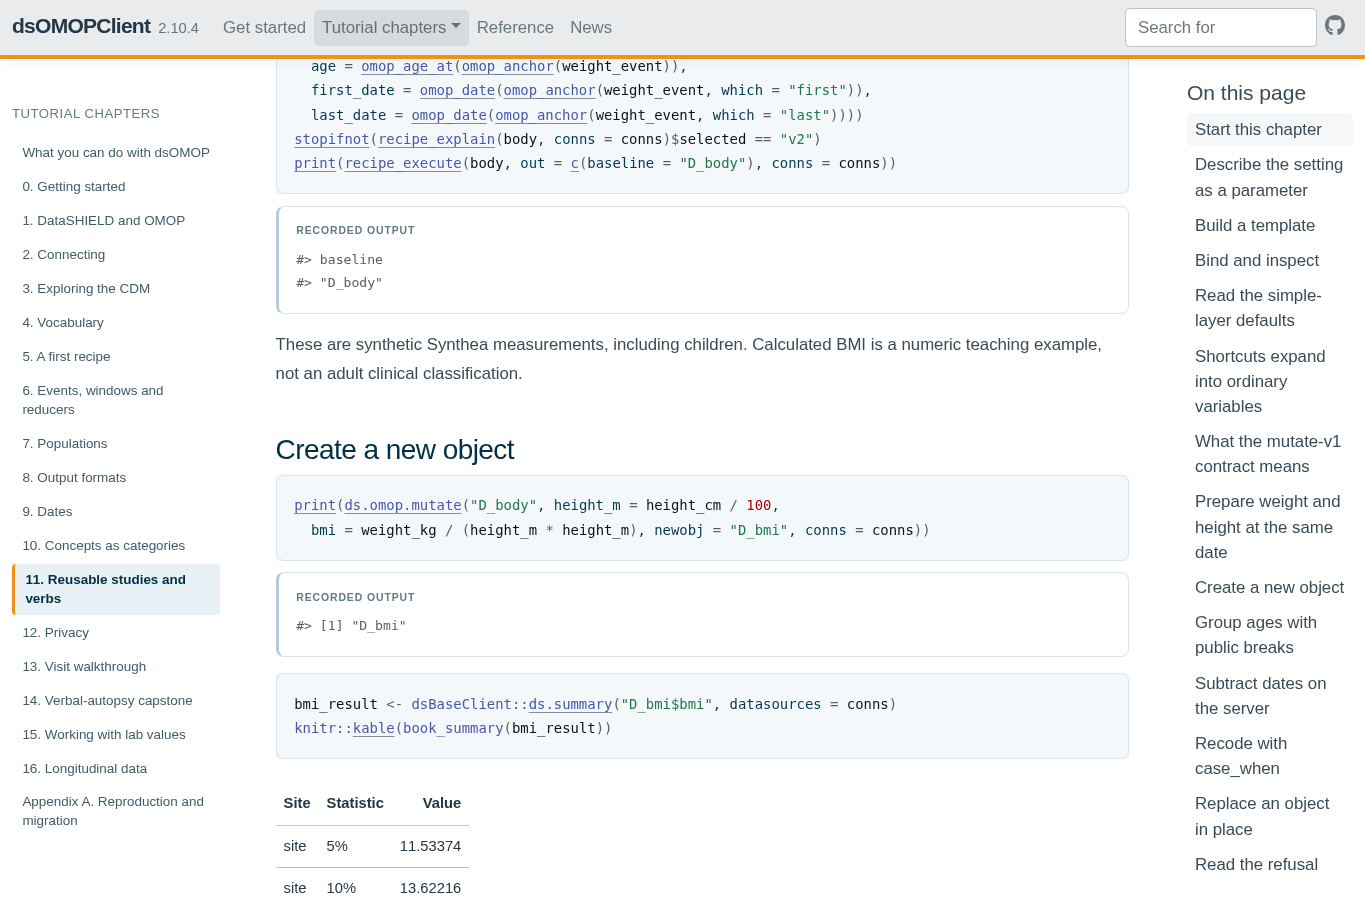 dsOMOPClient 2.10.4 Get started Tutorial chapters Reference News Search for
TUTORIAL CHAPTERS
What you can do with dsOMOP
0. Getting started
1. DataSHIELD and OMOP
2. Connecting
3. Exploring the CDM
4. Vocabulary
5. A first recipe
6. Events, windows and
reducers
7. Populations
8. Output formats
9. Dates
10. Concepts as categories
11. Reusable studies and
verbs
12. Privacy
13. Visit walkthrough
14. Verbal-autopsy capstone
15. Working with lab values
16. Longitudinal data
Appendix A. Reproduction and
migration
age = omop_age_at(omop_anchor(weight_event)),
first_date = omop_date(omop_anchor(weight_event, which = "first")),
last_date = omop_date(omop_anchor(weight_event, which = "last"))))
stopifnot(recipe_explain(body, conns = conns)$selected == "v2")
print(recipe_execute(body, out = c(baseline = "D_body"), conns = conns))
RECORDED OUTPUT
#> baseline
#> "D_body"
These are synthetic Synthea measurements, including children. Calculated BMI is a numeric teaching example,
not an adult clinical classification.
Create a new object
print(ds.omop.mutate("D_body", height_m = height_cm / 100,
bmi = weight_kg / (height_m * height_m), newobj = "D_bmi", conns = conns))
RECORDED OUTPUT
#> [1] "D_bmi"
bmi_result <- dsBaseClient::ds.summary("D_bmi$bmi", datasources = conns)
knitr::kable(book_summary(bmi_result))
Site Statistic Value
site 5% 11.53374
site 10% 13.62216
On this page
Start this chapter
Describe the setting
as a parameter
Build a template
Bind and inspect
Read the simple-
layer defaults
Shortcuts expand
into ordinary
variables
What the mutate-v1
contract means
Prepare weight and
height at the same
date
Create a new object
Group ages with
public breaks
Subtract dates on
the server
Recode with
case_when
Replace an object
in place
Read the refusal